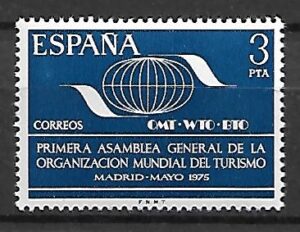 ESPAÑA 3
PTA
CORREOS OMT·WTO·BTO
PRIMERA ASAMBLEA GENERAL DE LA
ORGANIZACION MUNDIAL DEL TURISMO
MADRID-MAYO 1975
F.N.M.T.